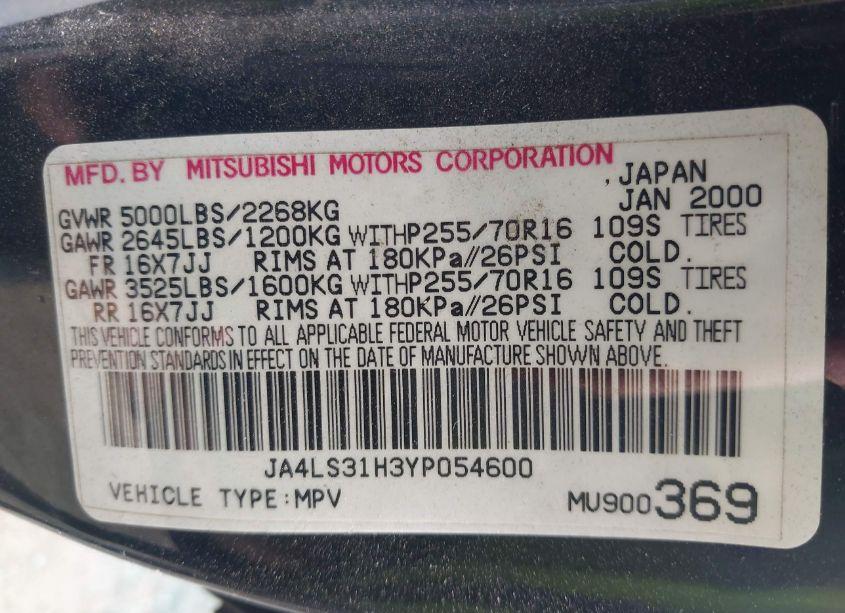 MFD. BY MITSUBISHI MOTORS CORPORATION
, JAPAN
GVWR 5000LBS/2268KG JAN 2000
GAWR 2645LBS/1200KG WITHP255/70R16 109S TIRES
FR 16X7JJ RIMS AT 180KPa//26PSI COLD.
GAWR 3525LBS/1600KG WITHP255/70R16 109S TIRES
RR 16X7JJ RIMS AT 180KPa//26PSI COLD.
THIS VEHICLE CONFORMS TO ALL APPLICABLE FEDERAL MOTOR VEHICLE SAFETY AND THEFT
PREVENTION STANDARDS IN EFFECT ON THE DATE OF MANUFACTURE SHOWN ABOVE.
JA4LS31H3YP054600
VEHICLE TYPE:MPV MU900369